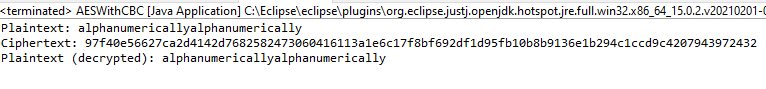 <terminated> AESWithCBC [Java Application] C:\Eclipse\eclipse\plugins\org.eclipse.justj.openjdk.hotspot.jre.full.win32.x86_64_15.0.2.v20210201-0
Plaintext: alphanumericallyalphanumerically
Ciphertext: 97f40e56627ca2d4142d7682582473060416113a1e6c17f8bf692df1d95fb10b8b9136e1b294c1ccd9c4207943972432
Plaintext (decrypted): alphanumericallyalphanumerically